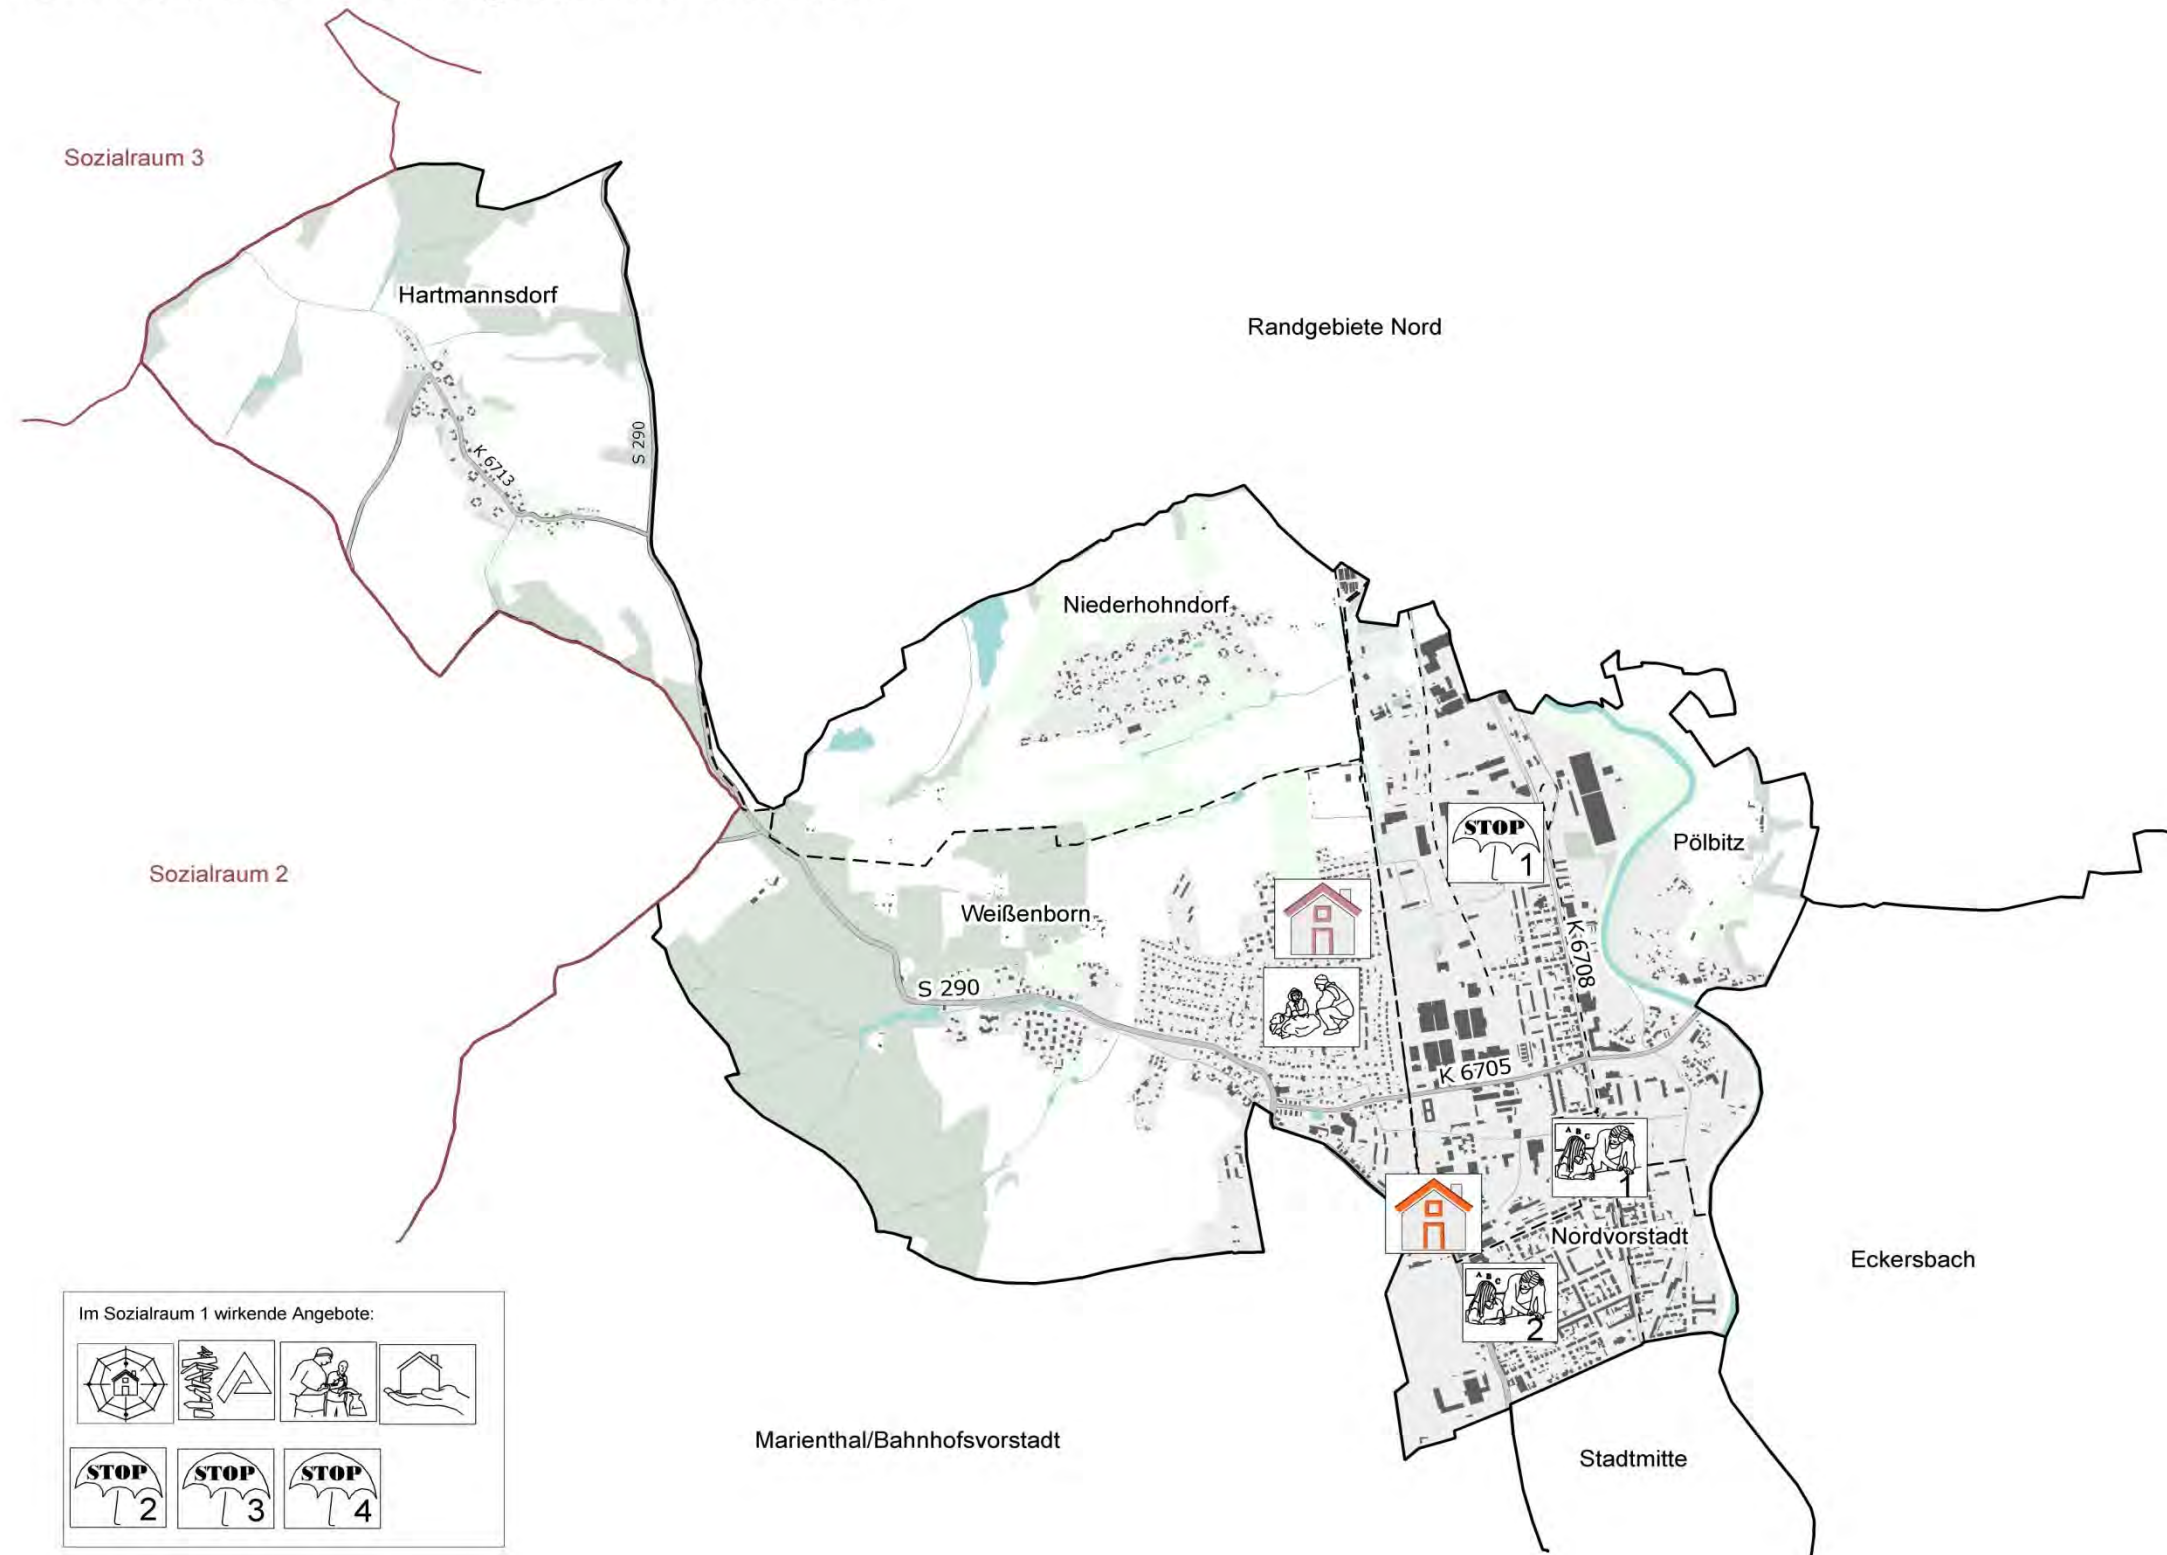 Sozialraum 3
Hartmannsdorf
Randgebiete Nord
S 290
K 6713
Niederhohndorf
STOP
1
Pölbitz
Sozialraum 2
Weißenborn
K 6708
S 290
K 6705
A B C
1
Nordvorstadt
Eckersbach
A B C
2
Im Sozialraum 1 wirkende Angebote:
Marienthal/Bahnhofsvorstadt
Stadtmitte
STOP STOP STOP
2 3 4